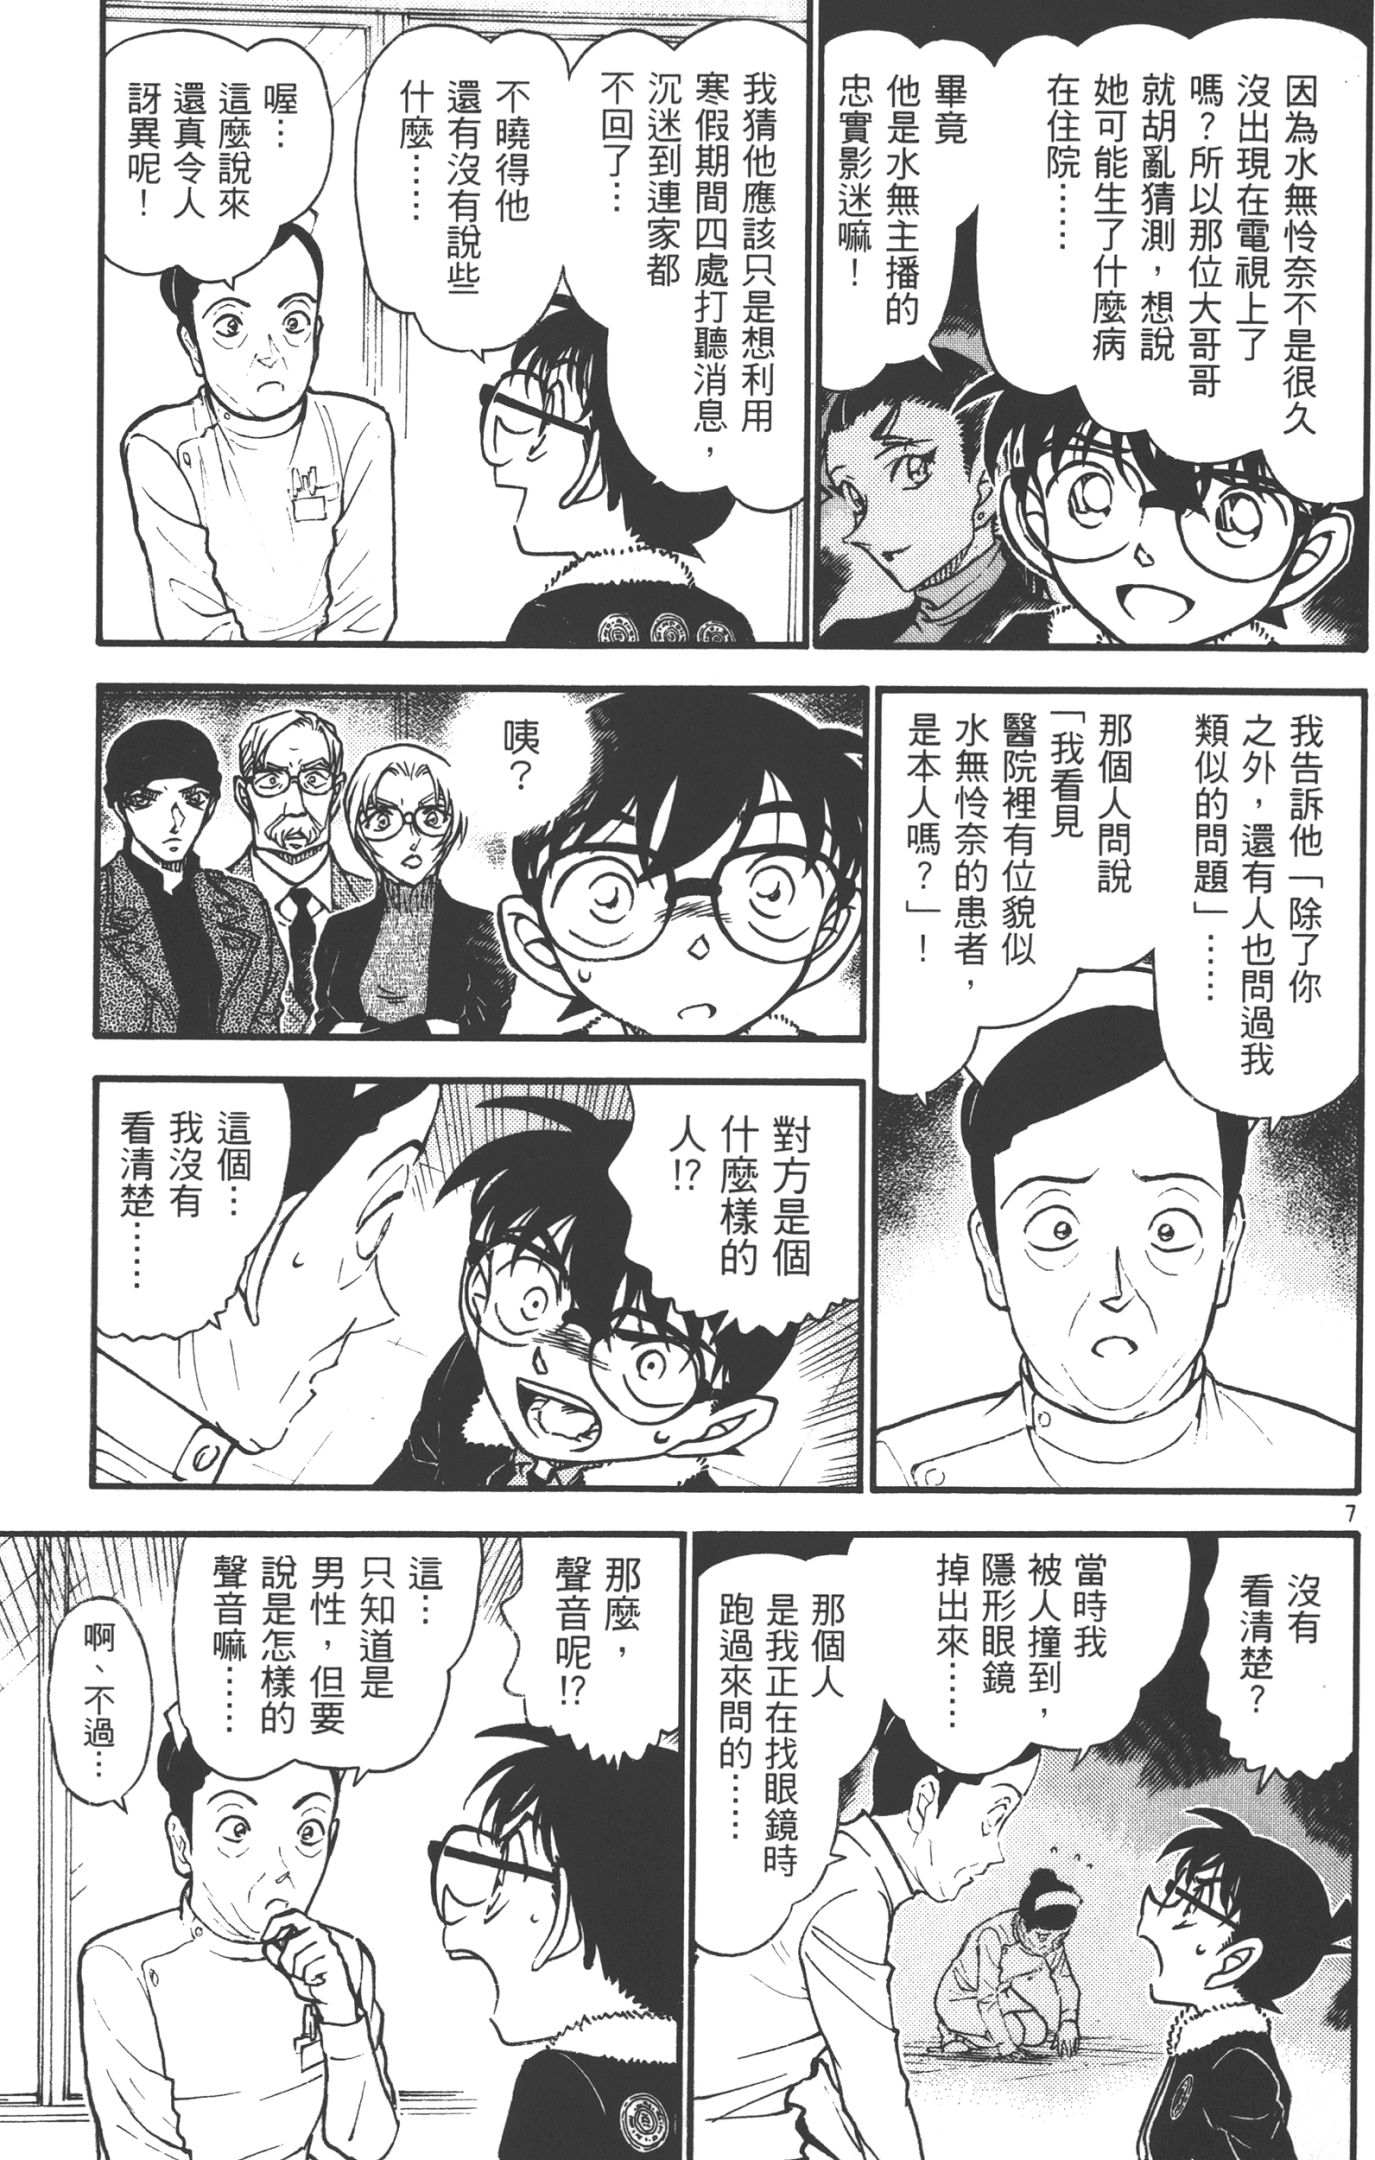 因為水無怜奈不是很久
沒出現在電視上了
嗎？所以那位大哥哥
就胡亂猜測，想說
她可能生了什麼病
在住院……
畢竟
他是水無主播的
忠實影迷嘛！
我猜他應該只是想利用
寒假期間四處打聽消息，
沉迷到連家都
不回了…
不曉得他
還有沒有說些
什麼……
喔…
這麼說來
還真令人
訝異呢！
我告訴他「除了你
之外，還有人也問過我
類似的問題」……
那個人問說
「我看見
醫院裡有位貌似
水無怜奈的患者，
是本人嗎？」！
咦？
對方是個
什麼樣的
人!?
這個…
我沒有
看清楚……
7
沒有
看清楚？
當時我
被人撞到，
隱形眼鏡
掉出來……
那個人
是我正在找眼鏡時
跑過來問的……
那麼，
聲音呢!?
這…
只知道是
男性，但要
說是怎樣的
聲音嘛……
啊、不過…